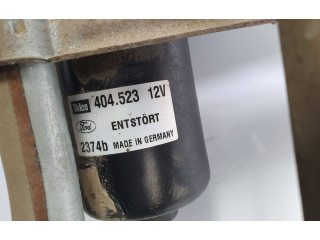 Valeo 404.523 12V
Ford ENTSTÖRT
2374b MADE IN GERMANY